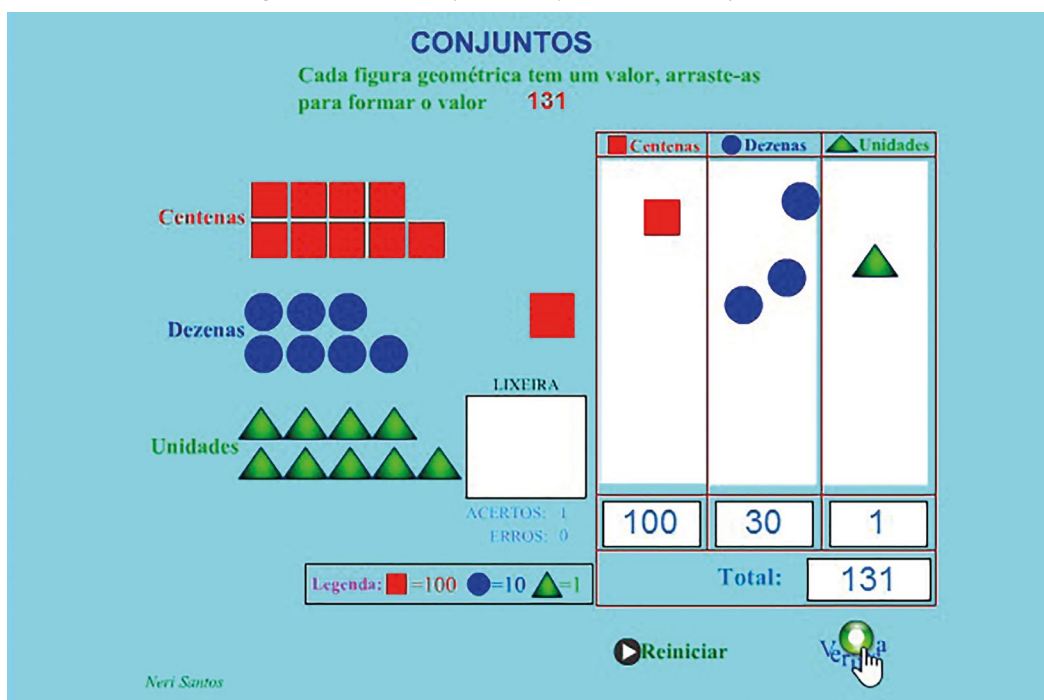 CONJUNTOS
Cada figura geométrica tem um valor, arraste-as
para formar o valor 131
Centenas Dezenas Unidades
Centenas
Dezenas
LIXEIRA
Unidades
ACERTOS: 1
ERROS: 0
100 30 1
Legenda: =100 =10 =1
Total: 131
Reiniciar
Neri Santos